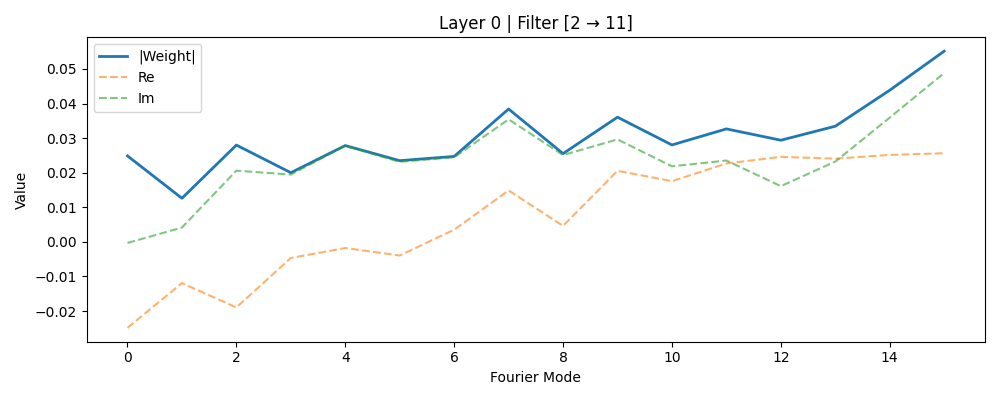 Layer 0 | Filter [2 → 11]
|Weight|
Re
Im
0.05
0.04
0.03
0.02
0.01
0.00
−0.01
−0.02
Value
0 2 4 6 8 10 12 14
Fourier Mode